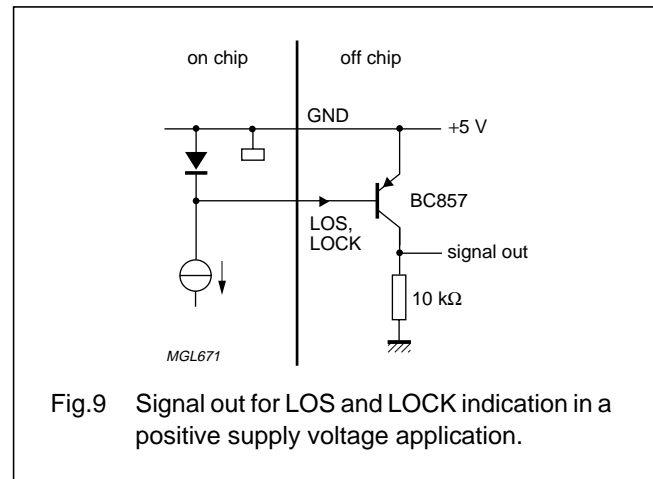 on chip
off chip
GND
+5 V
BC857
LOS,
LOCK
signal out
10 kΩ
MGL671
Fig.9 Signal out for LOS and LOCK indication in a
positive supply voltage application.